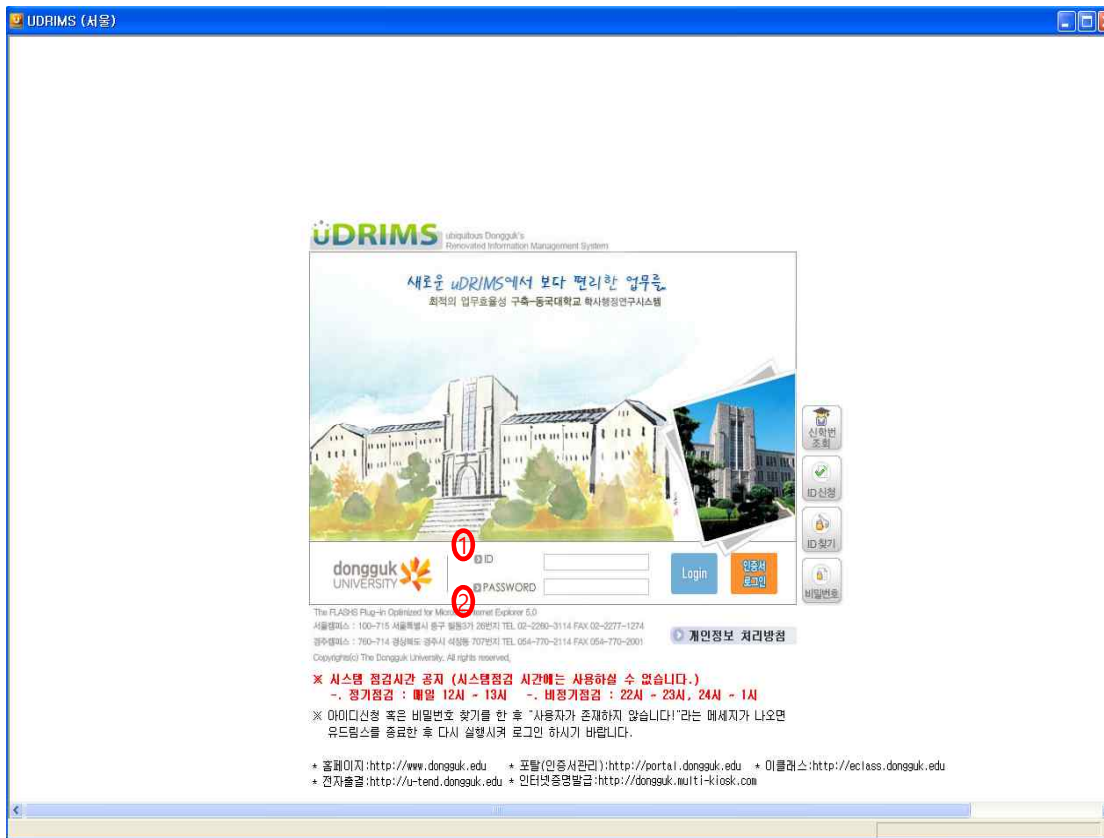 UDRIMS (서울)
uDRIMS ubiquitous Dongguk's
Renovated Information Management System
새로운 uDRIMS에서 보다 편리한 업무를
최적의 업무효율성 구축-동국대학교 학사행정연구시스템
신학번
조회
ID신청
ID찾기
비밀번호
dongguk
UNIVERSITY
① ID
② PASSWORD
Login
인증서
로그인
The FLASHS Plug-in Optimized for Internet Explorer 5.0
서울캠퍼스 : 100-715 서울특별시 중구 필동3가 26번지 TEL 02-2260-3114 FAX 02-2277-1274
경주캠퍼스 : 780-714 경상북도 경주시 석장동 707번지 TEL 054-770-2114 FAX 054-770-2001
Copyrights(c) The Dongguk University. All rights reserved.
개인정보 처리방침
※ 시스템 점검시간 공지 (시스템점검 시간에는 사용하실 수 없습니다.)
-. 정기점검 : 매일 12시 ~ 13시 -. 비정기점검 : 22시 ~ 23시, 24시 ~ 1시
※ 아이디신청 혹은 비밀번호 찾기를 한 후 "사용자가 존재하지 않습니다!"라는 메세지가 나오면
유드림스를 종료한 후 다시 실행시켜 로그인 하시기 바랍니다.
* 홈페이지:http://www.dongguk.edu * 포탈(인증서관리):http://portal.dongguk.edu * 이클래스:http://eclass.dongguk.edu
* 전자출결:http://u-tend.dongguk.edu * 인터넷증명발급:http://dongguk.multi-kiosk.com